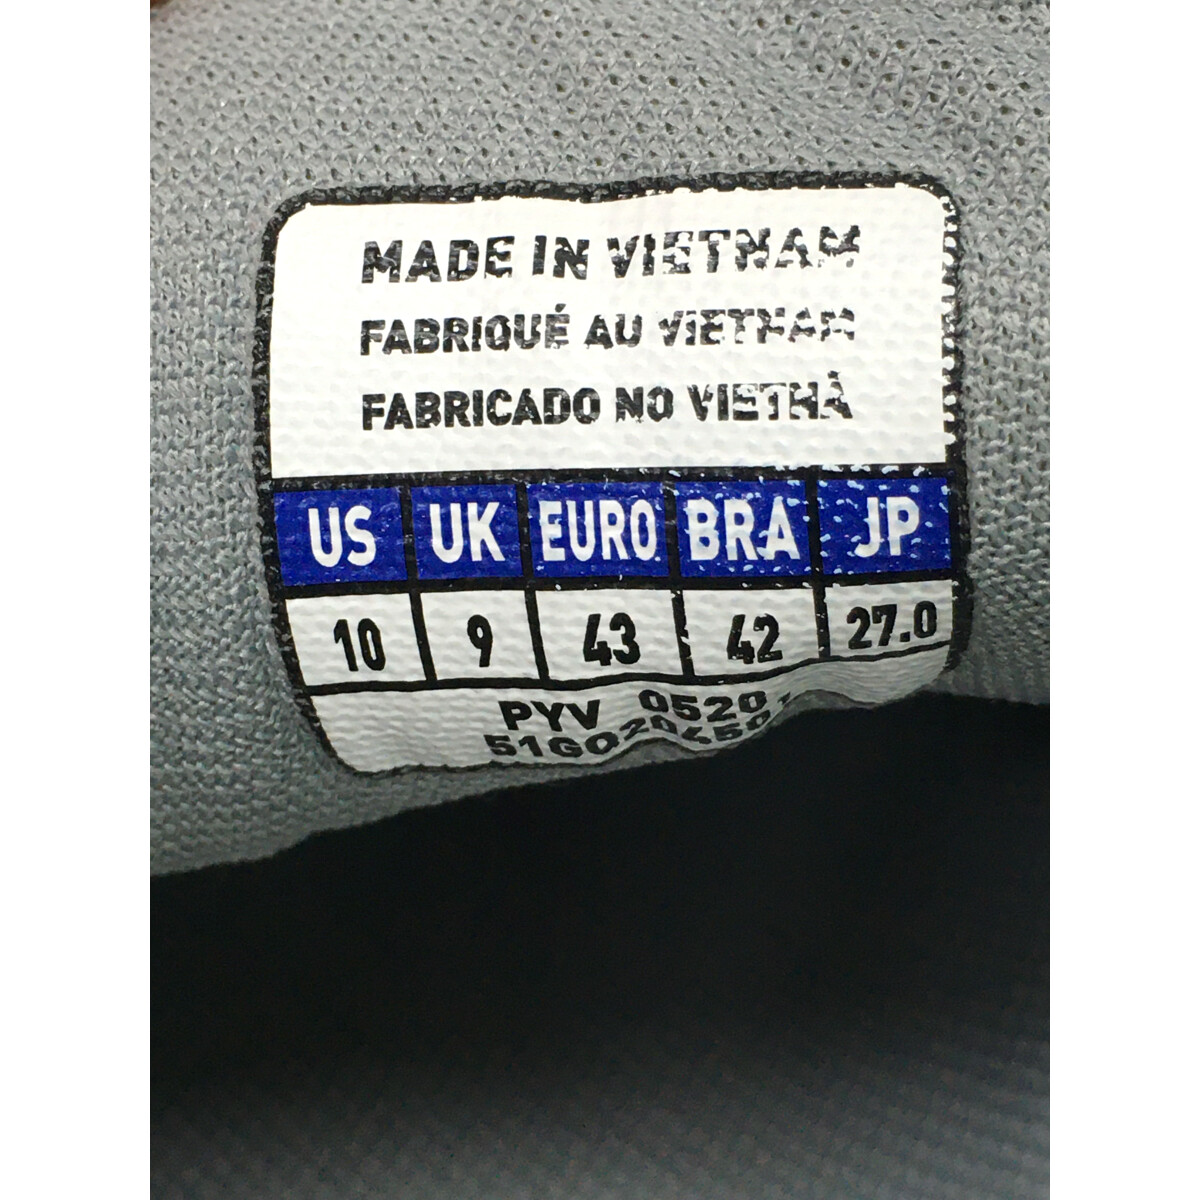 MADE IN VIETNAM
FABRIQUÉ AU VIETNAM
FABRICADO NO VIETNÃ
US UK EURO BRA JP
10 9 43 42 27.0
PYV 0520